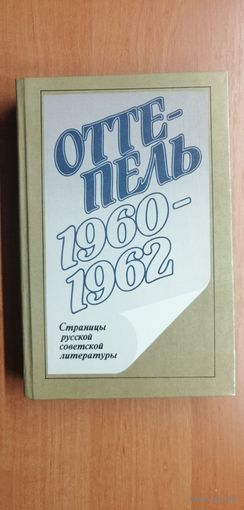 ОТТЕ-
ПЕЛЬ
1960-
1962
Страницы
русской
советской
литературы